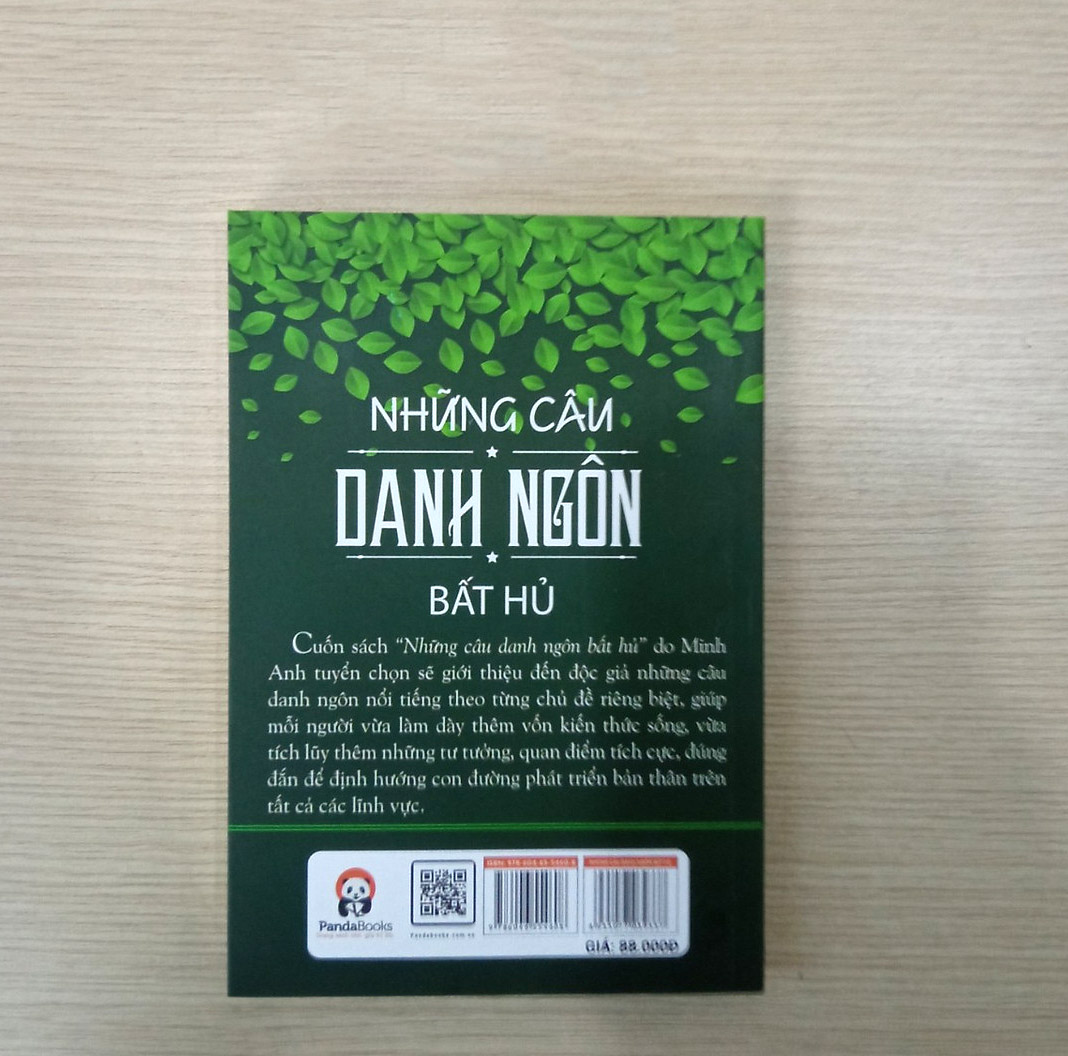 NHỮNG CÂU
DANH NGÔN
BẤT HỦ
Cuốn sách “Những câu danh ngôn bất hủ” do Minh
Anh tuyển chọn sẽ giới thiệu đến độc giả những câu
danh ngôn nổi tiếng theo từng chủ đề riêng biệt, giúp
mỗi người vừa làm dày thêm vốn kiến thức sống, vừa
tích lũy thêm những tư tưởng, quan điểm tích cực, đúng
đắn để định hướng con đường phát triển bản thân trên
tất cả các lĩnh vực.
PandaBooks
Pandabooks.com.vn
GIÁ: 88.000Đ